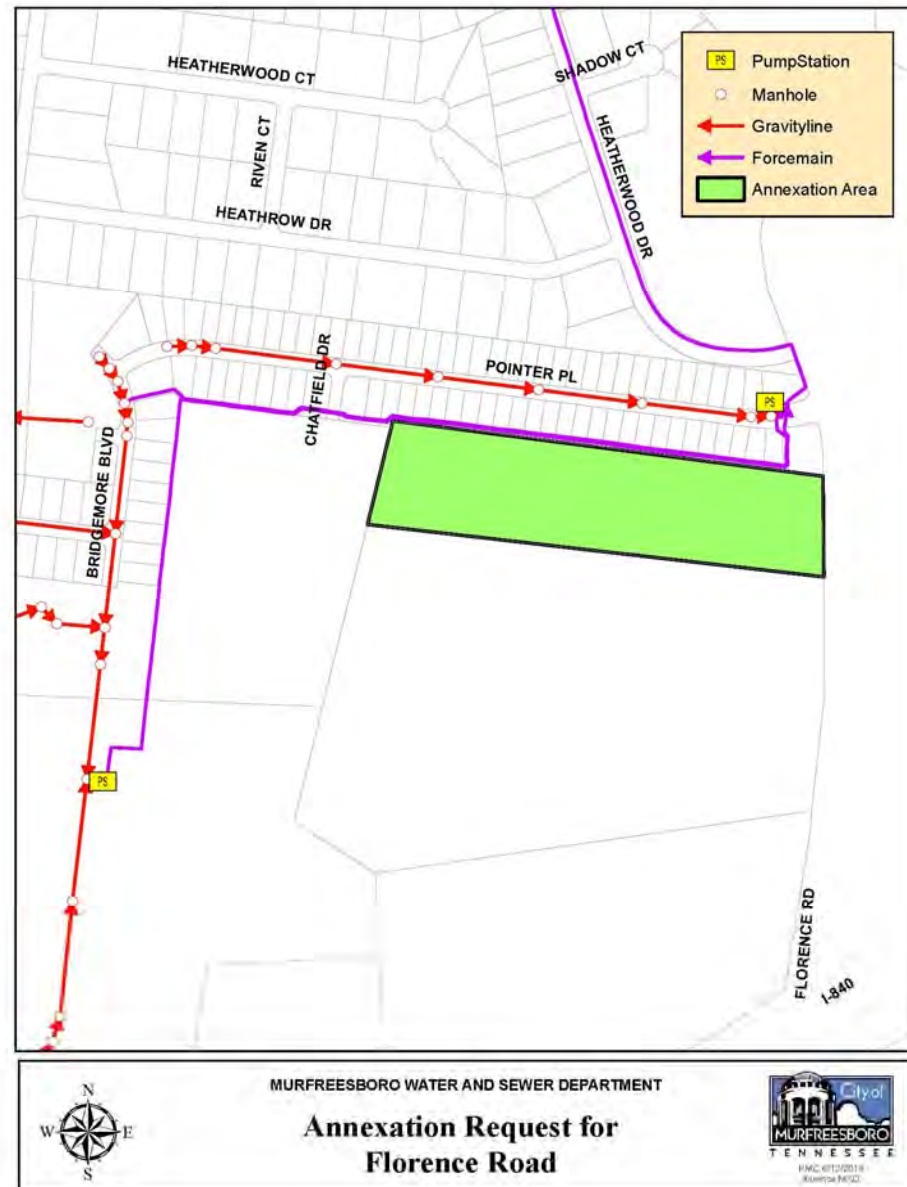 HEATHERWOOD CT
SHADOW CT
PS PumpStation
Manhole
Gravityline
Forcemain
Annexation Area
RIVEN CT
HEATHERWOOD DR
HEATHROW DR
POINTER PL
CHATFIELD DR
PS
BRIDGEMORE BLVD
PS
FLORENCE RD
I-840
N
W E
S
MURFREESBORO WATER AND SEWER DEPARTMENT
Annexation Request for
Florence Road
City of
MURFREESBORO
TENNESSEE